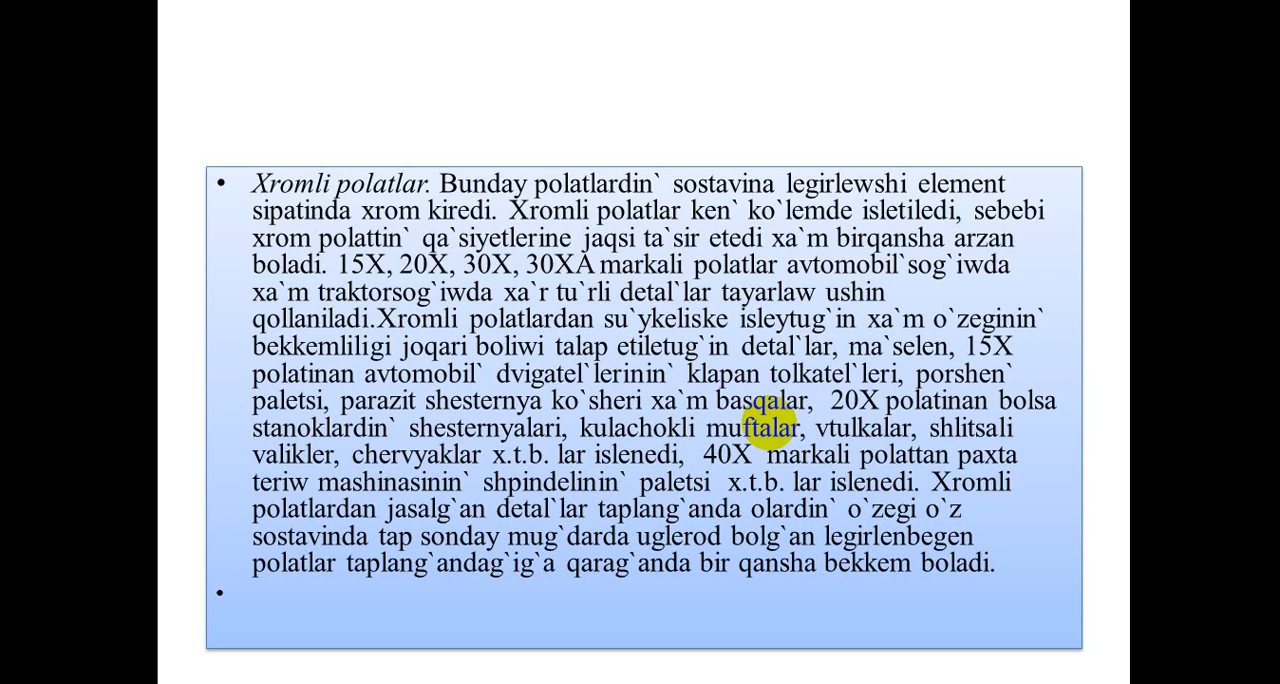 • Xromli polatlar. Bunday polatlardin` sostavina legirlewshi element
sipatinda xrom kiredi. Xromli polatlar ken` ko`lemde isletiledi, sebebi
xrom polattin` qa`siyetlerine jaqsi ta`sir etedi xa`m birqansha arzan
boladi. 15X, 20X, 30X, 30XA markali polatlar avtomobil`sog`iwda
xa`m traktorsog`iwda xa`r tu`rli detal`lar tayarlaw ushin
qollaniladi.Xromli polatlardan su`ykeliske isleytug`in xa`m o`zeginin`
bekkemliligi joqari boliwi talap etiletug`in detal`lar, ma`selen, 15X
polatinan avtomobil` dvigatel`lerinin` klapan tolkatel`leri, porshen`
paletsi, parazit shesternya ko`sheri xa`m basqalar, 20X polatinan bolsa
stanoklardin` shesternyalari, kulachokli muftalar, vtulkalar, shlitsali
valikler, chervyaklar x.t.b. lar islenedi, 40X markali polattan paxta
teriw mashinasinin` shpindelinin` paletsi x.t.b. lar islenedi. Xromli
polatlardan jasalg`an detal`lar taplang`anda olardin` o`zegi o`z
sostavinda tap sonday mug`darda uglerod bolg`an legirlenbegen
polatlar taplang`andag`ig`a qarag`anda bir qansha bekkem boladi.
•